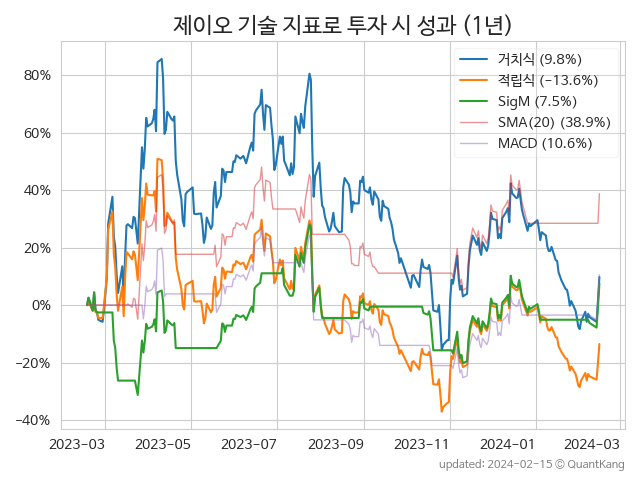 제이오 기술 지표로 투자 시 성과 (1년)
거치식 (9.8%)
적립식 (-13.6%)
SigM (7.5%)
SMA(20) (38.9%)
MACD (10.6%)
80%
60%
40%
20%
0%
-20%
-40%
2023-03 2023-05 2023-07 2023-09 2023-11 2024-01 2024-03
updated: 2024-02-15 © QuantKang